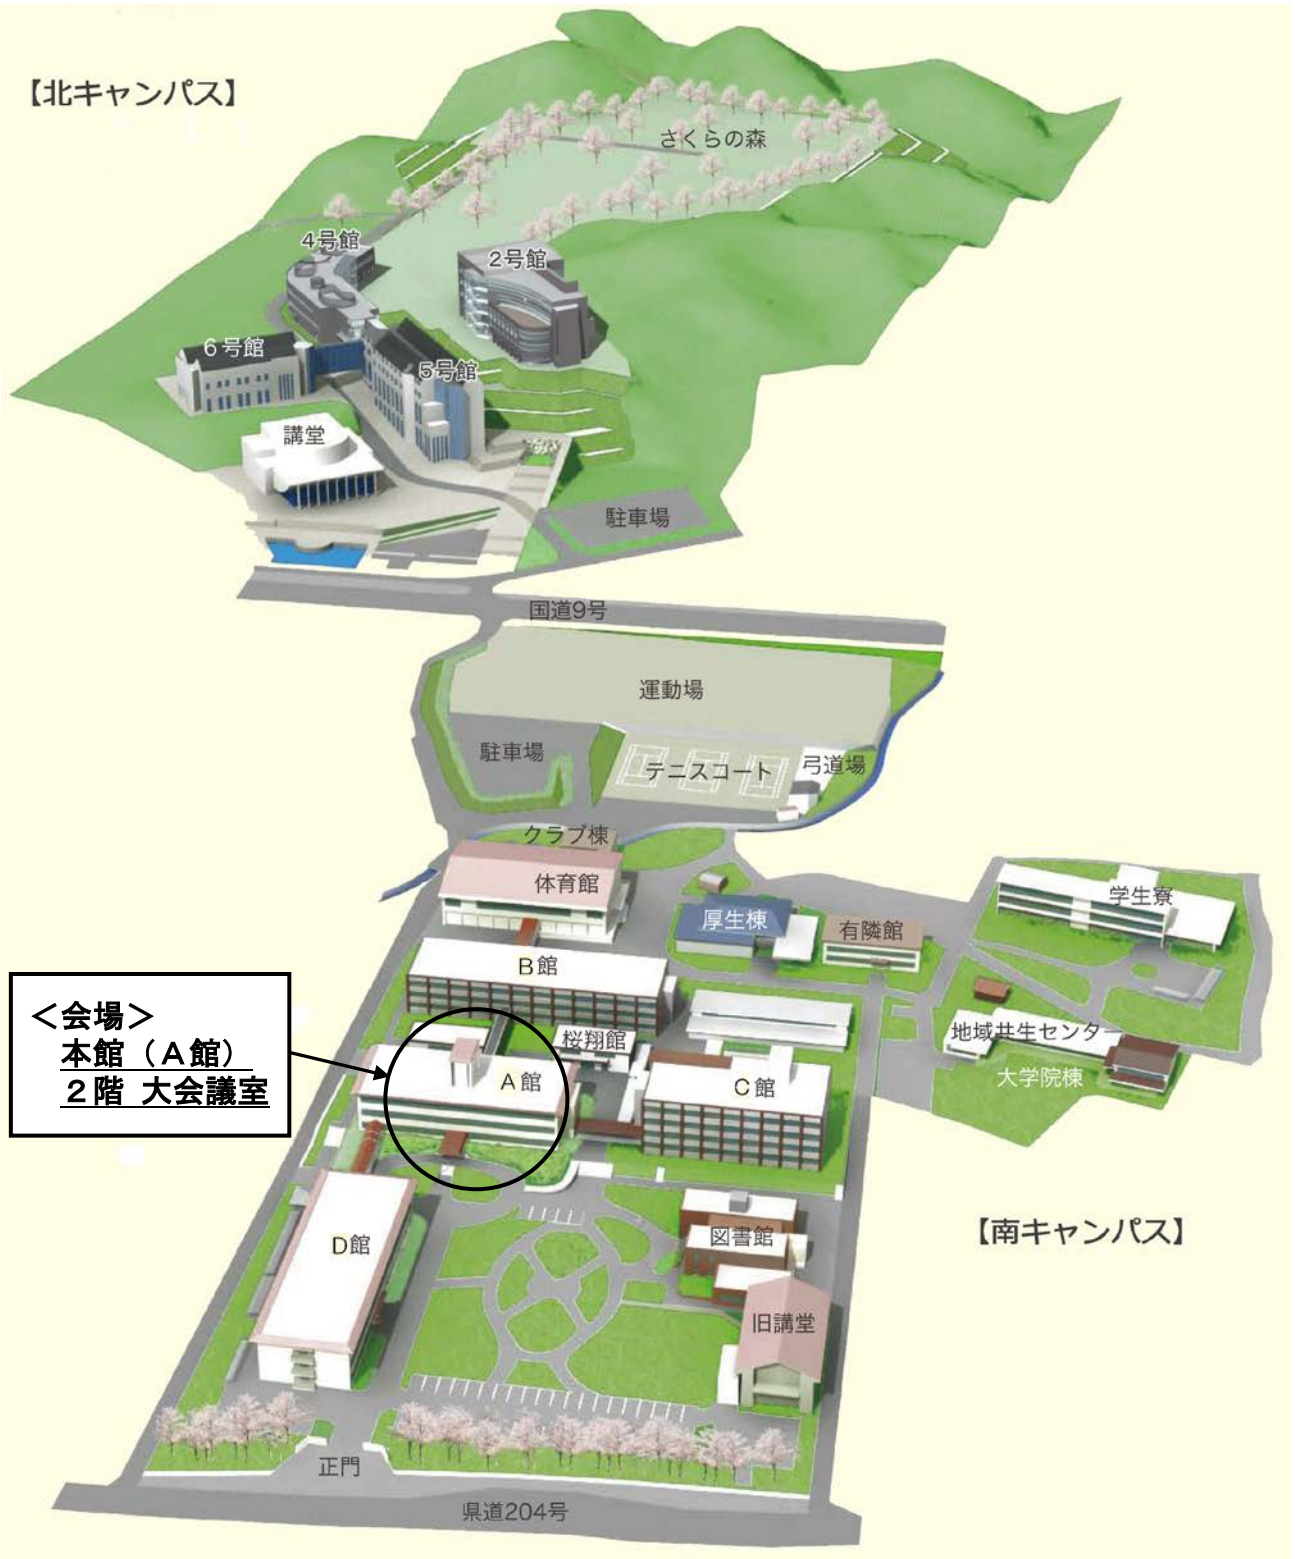 【北キャンパス】
さくらの森
4号館
2号館
6号館
5号館
講堂
駐車場
国道9号
運動場
駐車場
テニスコート
弓道場
クラブ棟
体育館
学生寮
厚生棟
有隣館
B館
＜会場＞
本館（A館）
２階 大会議室
桜翔館
地域共生センター
A館
C館
大学院棟
D館
図書館
【南キャンパス】
旧講堂
正門
県道204号